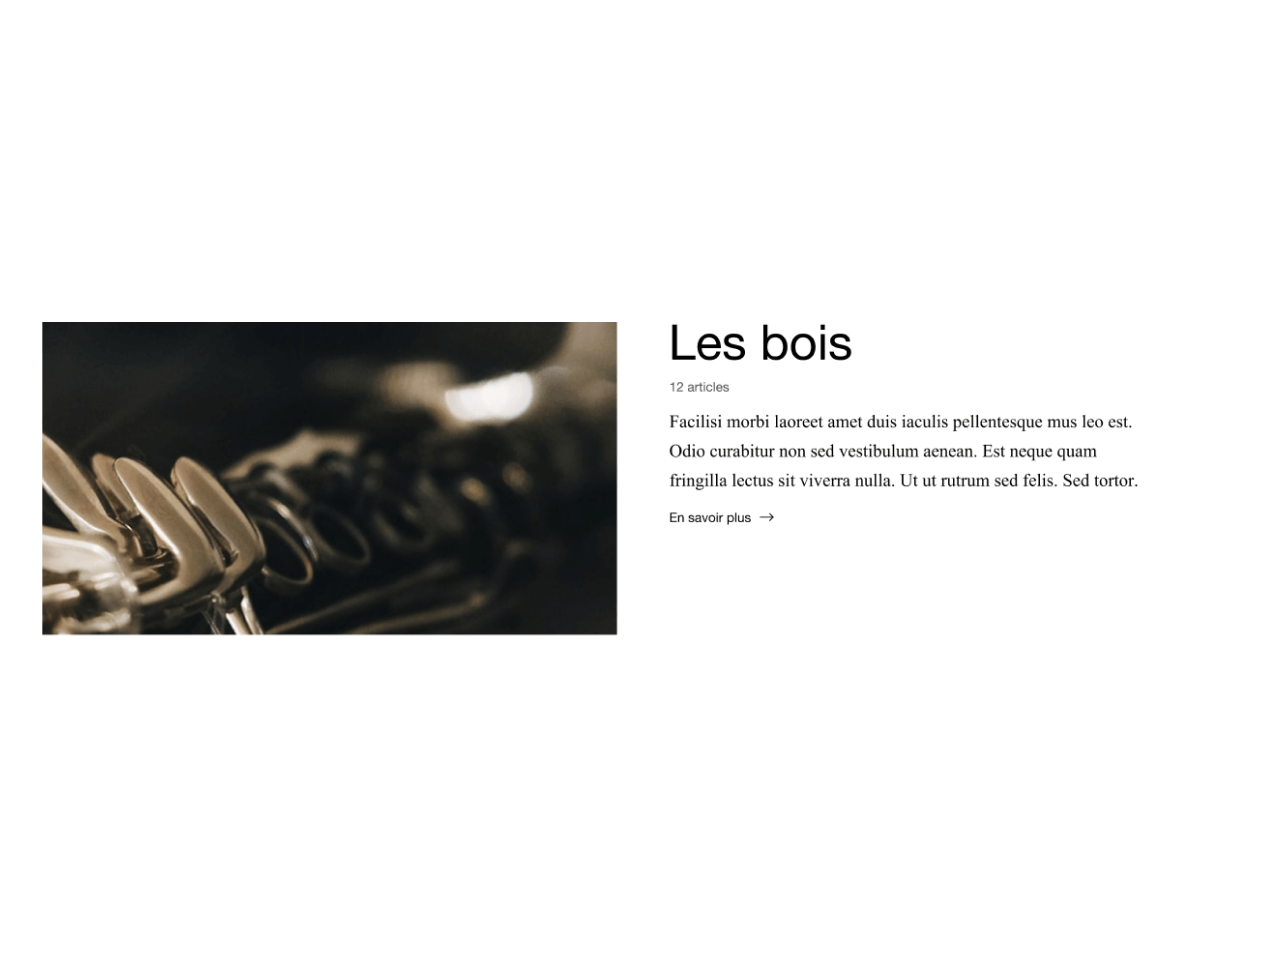 Les bois
12 articles
Facilisi morbi laoreet amet duis iaculis pellentesque mus leo est.
Odio curabitur non sed vestibulum aenean. Est neque quam
fringilla lectus sit viverra nulla. Ut ut rutrum sed felis. Sed tortor.
En savoir plus →